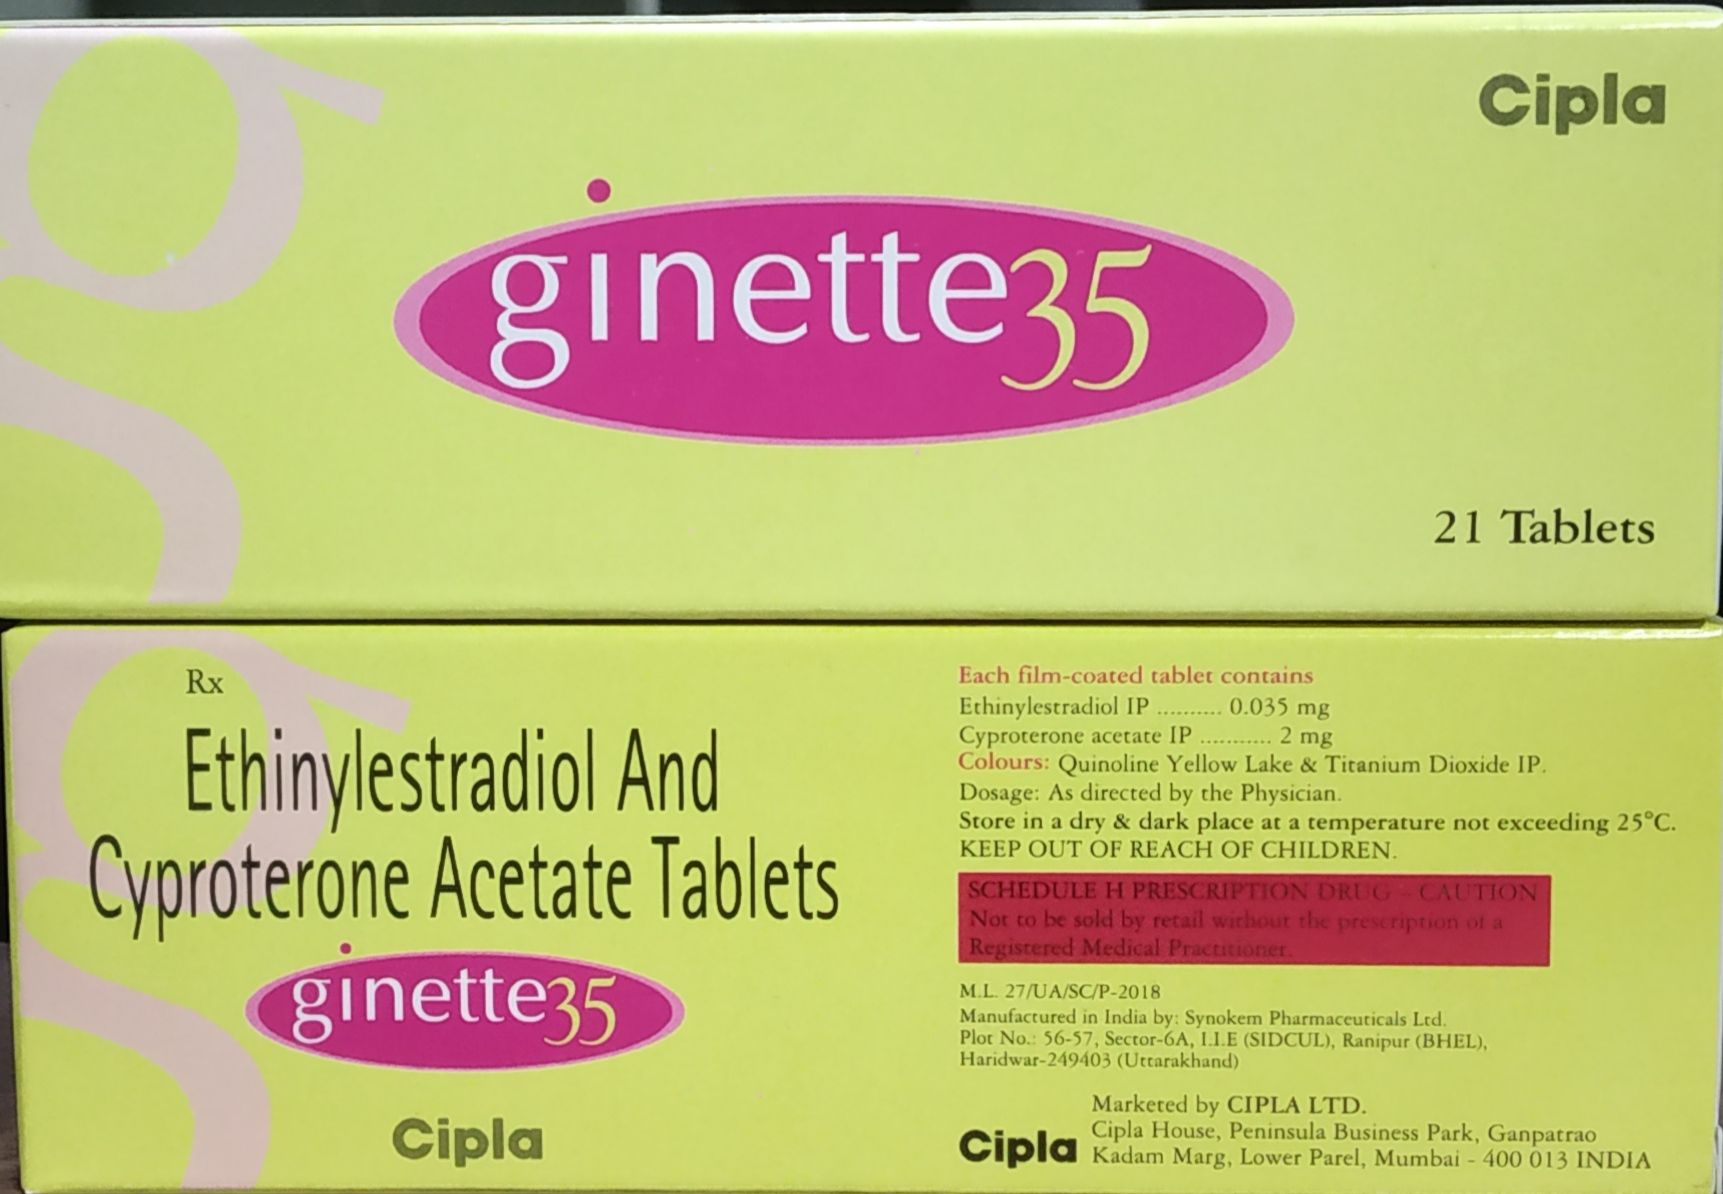 Cipla
ginette35
21 Tablets
Rx
Ethinylestradiol And
Cyproterone Acetate Tablets
ginette35
Cipla
Each film-coated tablet contains
Ethinylestradiol IP .......... 0.035 mg
Cyproterone acetate IP ........... 2 mg
Colours: Quinoline Yellow Lake & Titanium Dioxide IP.
Dosage: As directed by the Physician.
Store in a dry & dark place at a temperature not exceeding 25°C.
KEEP OUT OF REACH OF CHILDREN.
SCHEDULE H PRESCRIPTION DRUG - CAUTION
Not to be sold by retail without the prescription of a
Registered Medical Practitioner.
M.L. 27/UA/SC/P-2018
Manufactured in India by: Synokem Pharmaceuticals Ltd.
Plot No.: 56-57, Sector-6A, I.I.E (SIDCUL), Ranipur (BHEL),
Haridwar-249403 (Uttarakhand)
Marketed by CIPLA LTD.
Cipla Cipla House, Peninsula Business Park, Ganpatrao
Kadam Marg, Lower Parel, Mumbai - 400 013 INDIA